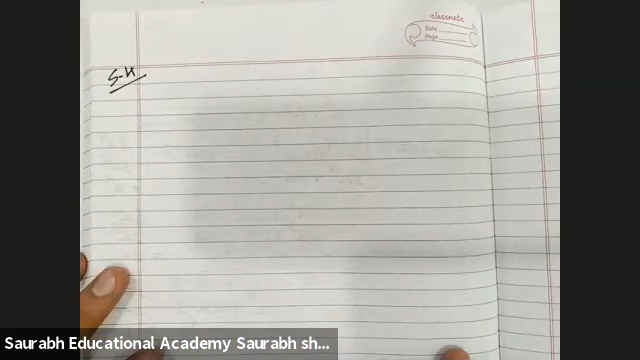 classmate
Date
Page
S-H
Saurabh Educational Academy Saurabh sh...